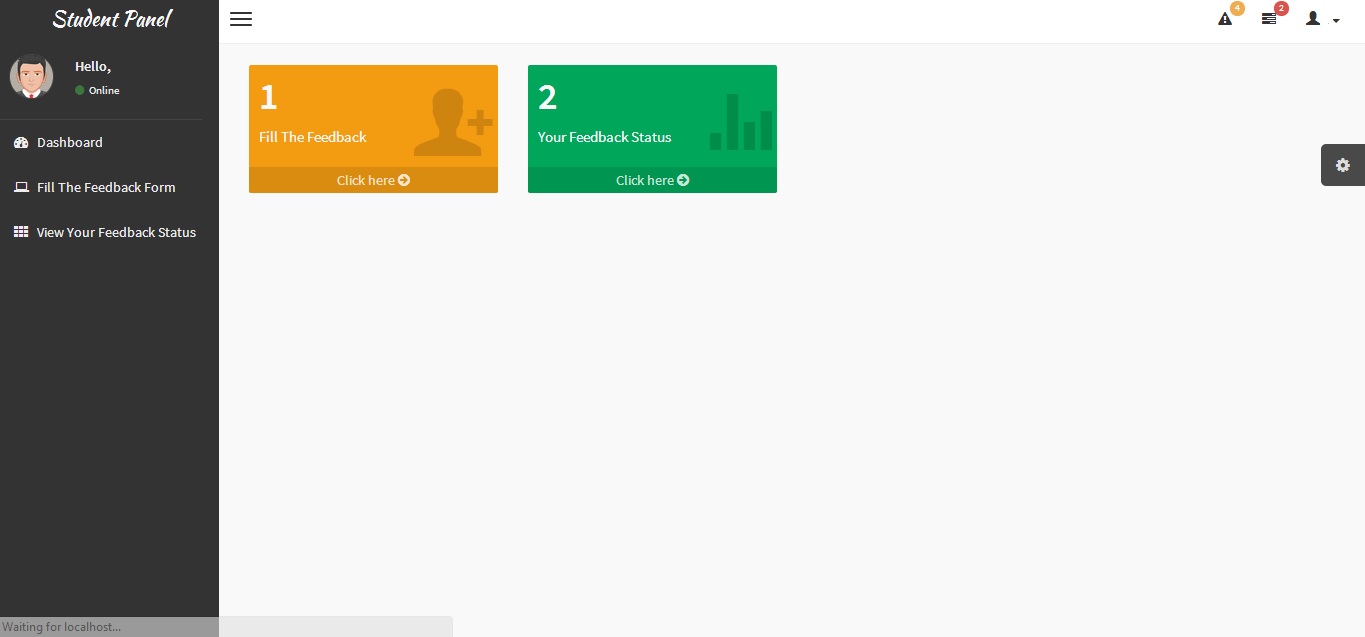 Student Panel
4
2
Hello,
Online
Dashboard
Fill The Feedback Form
View Your Feedback Status
1
Fill The Feedback
Click here
2
Your Feedback Status
Click here
Waiting for localhost...